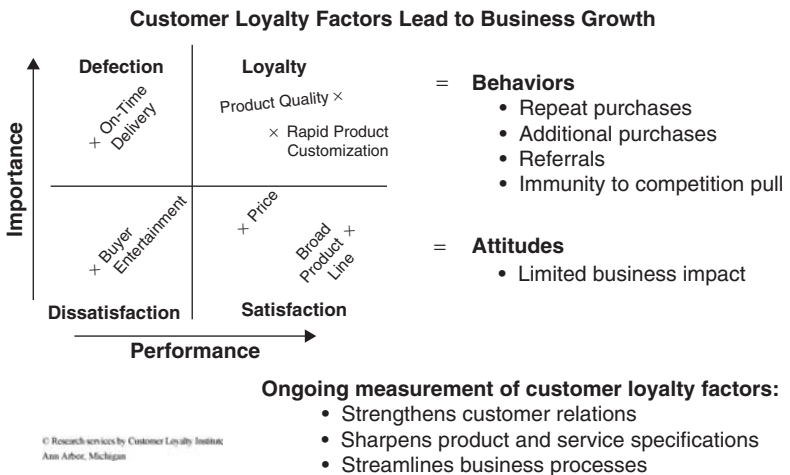 Customer Loyalty Factors Lead to Business Growth
Defection
Loyalty
On-Time
Delivery
Product Quality
Rapid Product
Customization
= Behaviors
• Repeat purchases
• Additional purchases
• Referrals
• Immunity to competition pull
Importance
Buyer
Entertainment
Price
Broad
Product
Line
= Attitudes
• Limited business impact
Dissatisfaction
Satisfaction
Performance
Ongoing measurement of customer loyalty factors:
• Strengthens customer relations
• Sharpens product and service specifications
• Streamlines business processes
© Research services by Customer Loyalty Institute
Ann Arbor, Michigan